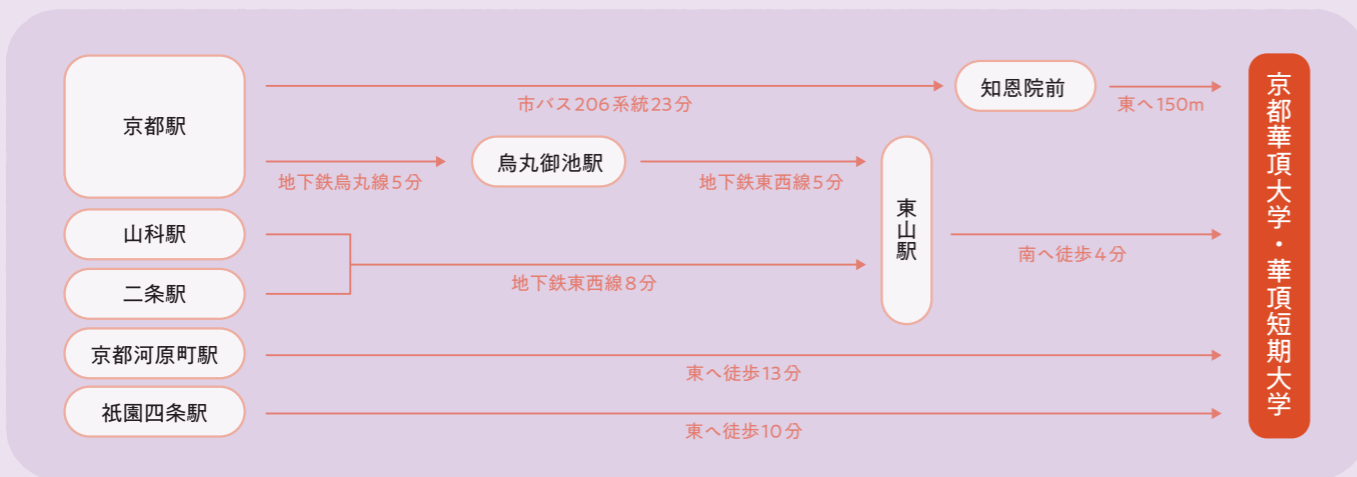 京都駅
市バス206系統23分
知恩院前
東へ150m
地下鉄烏丸線5分
烏丸御池駅
地下鉄東西線5分
山科駅
二条駅
地下鉄東西線8分
東山駅
南へ徒歩4分
京都河原町駅
東へ徒歩13分
祇園四条駅
東へ徒歩10分
京都華頂大学・華頂短期大学